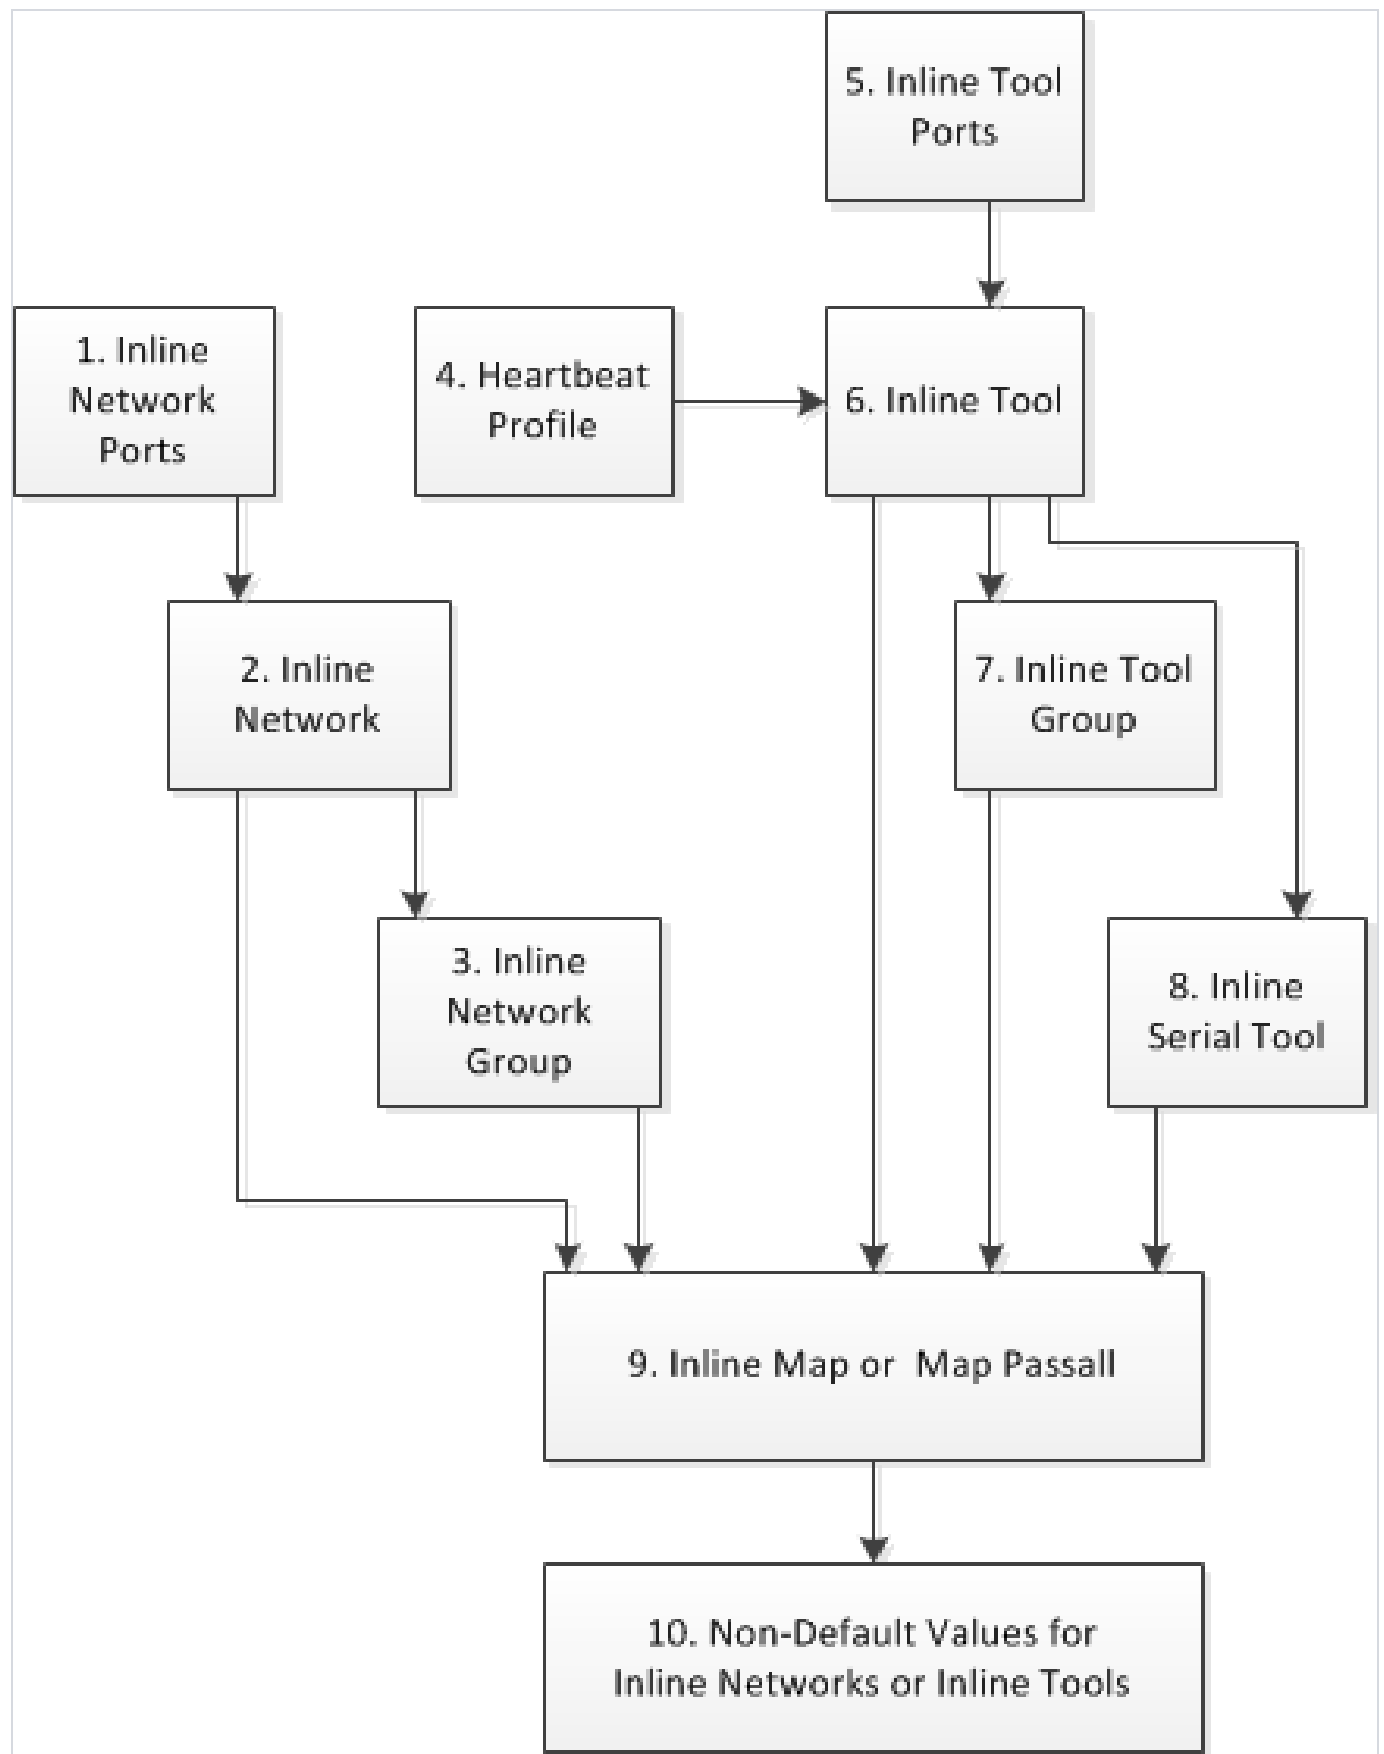 5. Inline Tool
Ports
1. Inline
Network
Ports
4. Heartbeat
Profile
6. Inline Tool
2. Inline
Network
7. Inline Tool
Group
3. Inline
Network
Group
8. Inline
Serial Tool
9. Inline Map or  Map Passall
10. Non-Default Values for
Inline Networks or Inline Tools